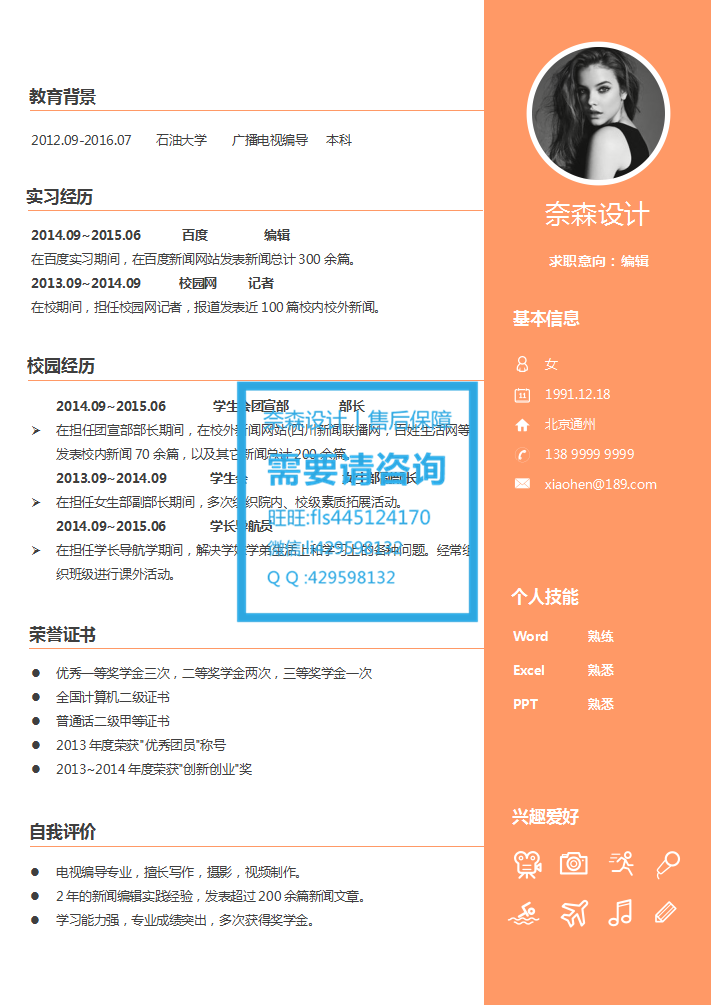 教育背景
2012.09-2016.07 石油大学 广播电视编导 本科
实习经历
2014.09~2015.06 百度 编辑
在百度实习期间，在百度新闻网站发表新闻总计 300 余篇。
2013.09~2014.09 校园网 记者
在校期间，担任校园网记者，报道发表近 100 篇校内校外新闻。
校园经历
2014.09~2015.06 学生会团宣部 部长
➢ 在担任团宣部部长期间，在校外新闻网站(四川新闻联播网，百姓生活网等
发表校内新闻 70 余篇，以及其它新闻总计 200 余篇。
2013.09~2014.09 学生会 女生部副部长
➢ 在担任女生部副部长期间，多次组织院内、校级素质拓展活动。
2014.09~2015.06 学长导航员
➢ 在担任学长导航学期间，解决学妹学弟生活上和学习上的各种问题。经常组
织班级进行课外活动。
奈森设计丨售后保障
需要请咨询
旺旺:fls445124170
微信:li429598132
Q Q :429598132
荣誉证书
● 优秀一等奖学金三次，二等奖学金两次，三等奖学金一次
● 全国计算机二级证书
● 普通话二级甲等证书
● 2013 年度荣获"优秀团员"称号
● 2013~2014 年度荣获"创新创业"奖
自我评价
● 电视编导专业，擅长写作，摄影，视频制作。
● 2 年的新闻编辑实践经验，发表超过 200 余篇新闻文章。
● 学习能力强，专业成绩突出，多次获得奖学金。
奈森设计
求职意向：编辑
基本信息
女
11 1991.12.18
北京通州
138 9999 9999
xiaohen@189.com
个人技能
Word 熟练
Excel 熟悉
PPT 熟悉
兴趣爱好